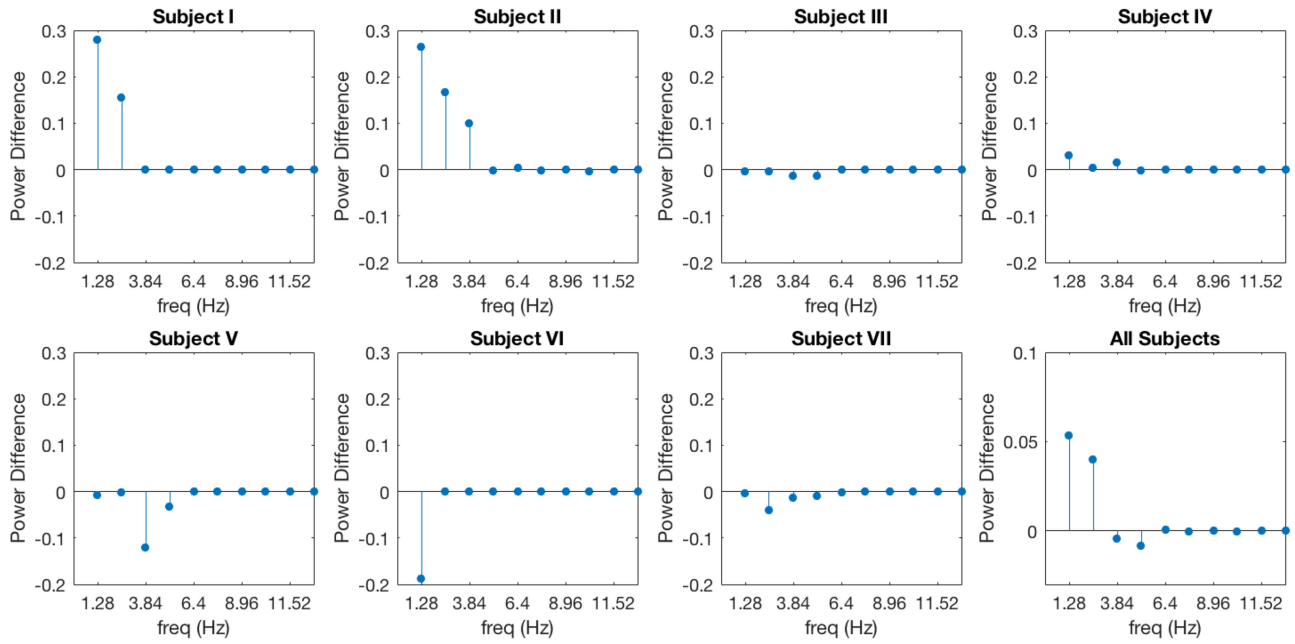 Subject I
Subject II
Subject III
Subject IV
Power Difference
0.3
0.2
0.1
0
-0.1
-0.2
1.28 3.84 6.4 8.96 11.52
freq (Hz)
Power Difference
0.3
0.2
0.1
0
-0.1
-0.2
1.28 3.84 6.4 8.96 11.52
freq (Hz)
Power Difference
0.3
0.2
0.1
0
-0.1
-0.2
1.28 3.84 6.4 8.96 11.52
freq (Hz)
Power Difference
0.3
0.2
0.1
0
-0.1
-0.2
1.28 3.84 6.4 8.96 11.52
freq (Hz)
Subject V
Subject VI
Subject VII
All Subjects
Power Difference
0.3
0.2
0.1
0
-0.1
-0.2
1.28 3.84 6.4 8.96 11.52
freq (Hz)
Power Difference
0.3
0.2
0.1
0
-0.1
-0.2
1.28 3.84 6.4 8.96 11.52
freq (Hz)
Power Difference
0.3
0.2
0.1
0
-0.1
-0.2
1.28 3.84 6.4 8.96 11.52
freq (Hz)
Power Difference
0.1
0.05
0
1.28 3.84 6.4 8.96 11.52
freq (Hz)